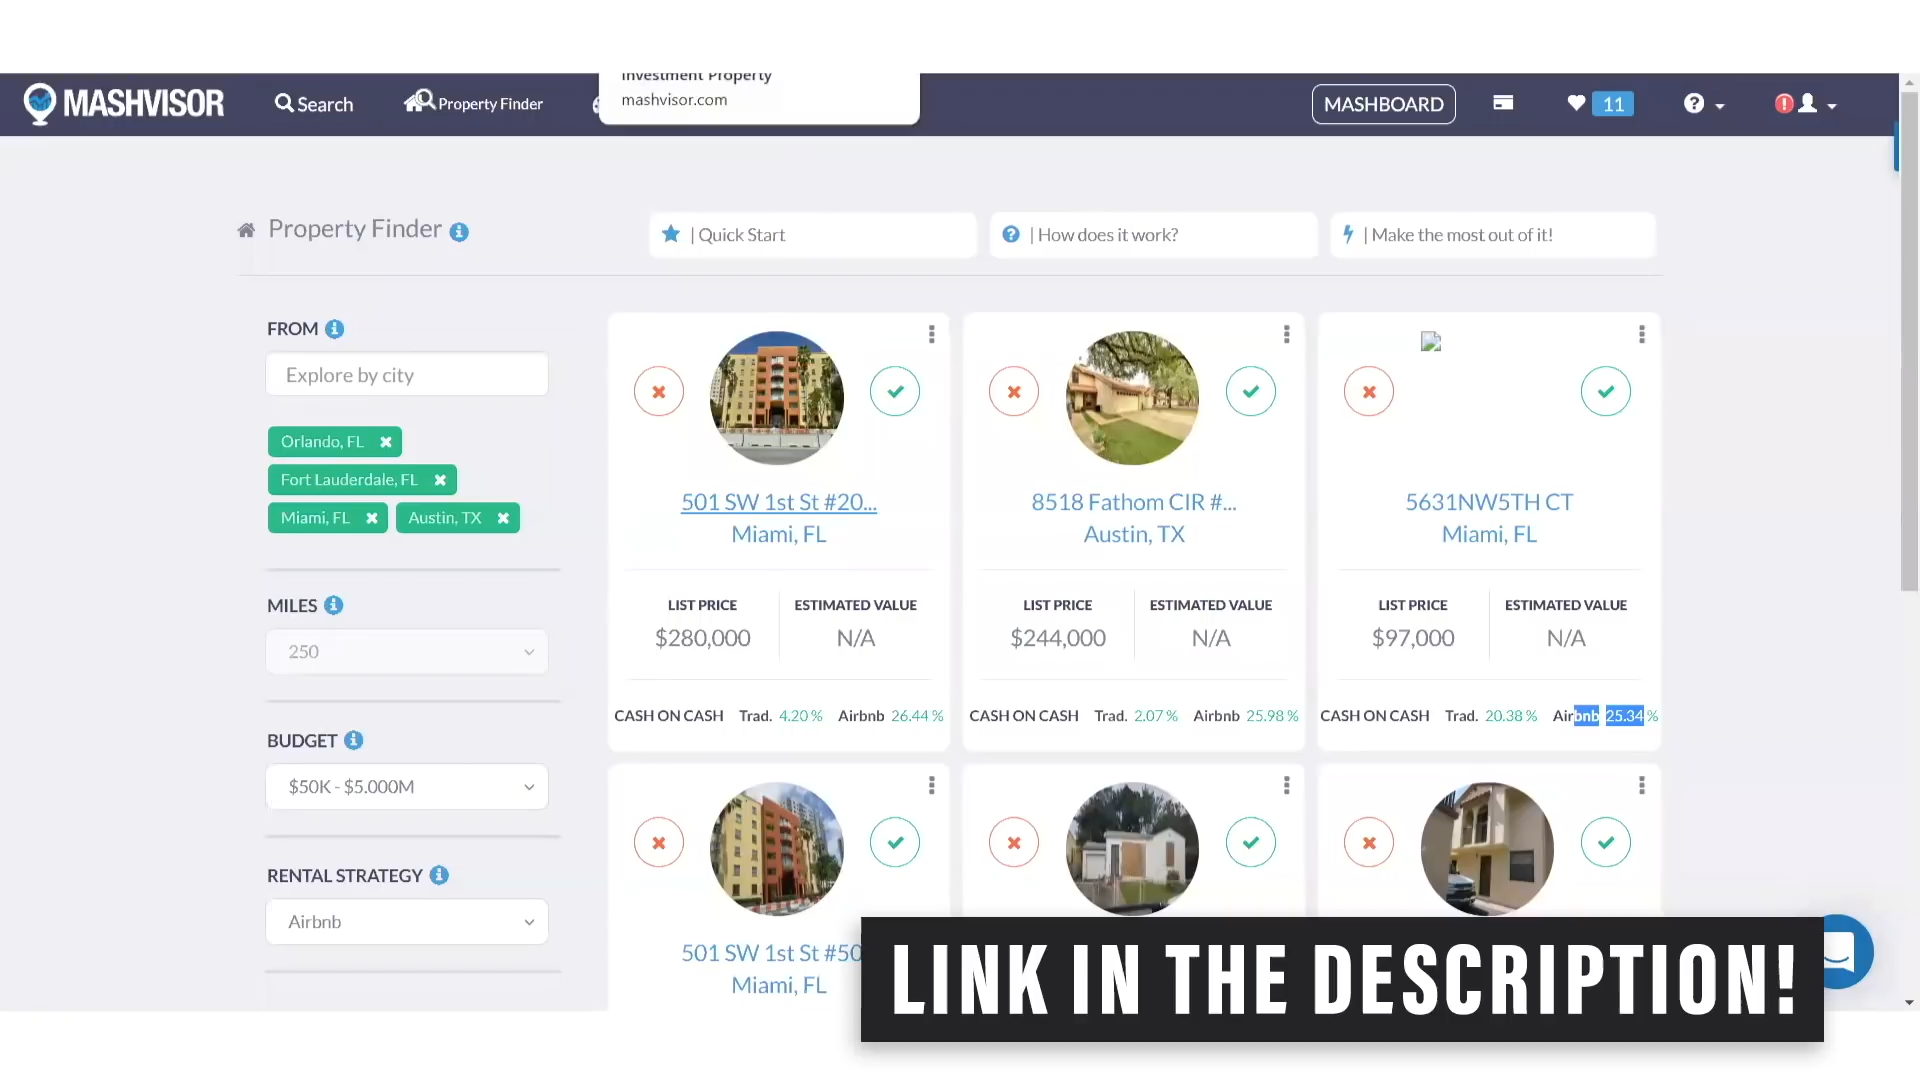 Investment Property
mashvisor.com
MASHVISOR
Search
Property Finder
MASHBOARD
11
Property Finder
| Quick Start
| How does it work?
| Make the most out of it!
FROM
Explore by city
Orlando, FL
Fort Lauderdale, FL
Miami, FL
Austin, TX
MILES
250
BUDGET
$50K - $5.000M
RENTAL STRATEGY
Airbnb
501 SW 1st St #20...
Miami, FL
LIST PRICE
ESTIMATED VALUE
$280,000
N/A
CASH ON CASH Trad. 4.20 % Airbnb 26.44 %
8518 Fathom CIR #...
Austin, TX
LIST PRICE
ESTIMATED VALUE
$244,000
N/A
CASH ON CASH Trad. 2.07 % Airbnb 25.98 %
5631NW5TH CT
Miami, FL
LIST PRICE
ESTIMATED VALUE
$97,000
N/A
CASH ON CASH Trad. 20.38 % Airbnb 25.34 %
501 SW 1st St #50
Miami, FL
LINK IN THE DESCRIPTION!